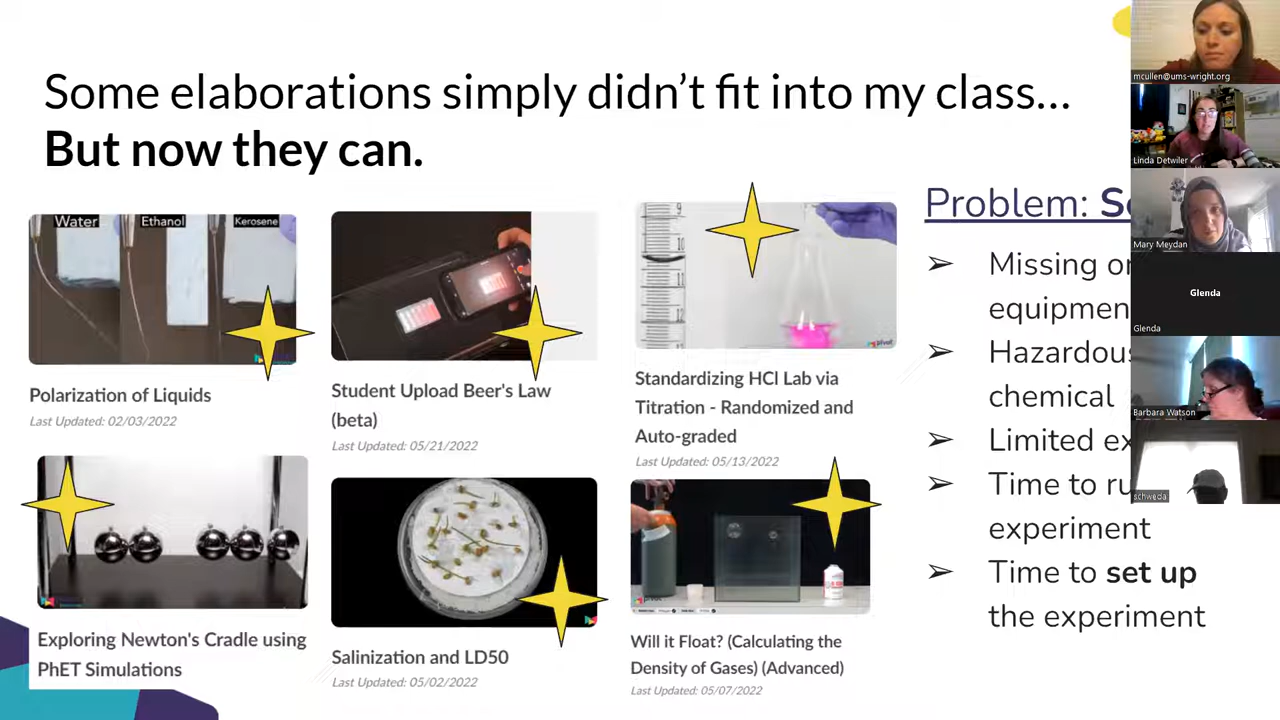 Some elaborations simply didn't fit into my class...
But now they can.
Water
Ethanol
Kerosene
Polarization of Liquids
Last Updated: 02/03/2022
Student Upload Beer's Law
(beta)
Last Updated: 05/21/2022
Standardizing HCl Lab via
Titration - Randomized and
Auto-graded
Last Updated: 05/13/2022
Exploring Newton's Cradle using
PhET Simulations
Salinization and LD50
Last Updated: 05/02/2022
Will it Float? (Calculating the
Density of Gases) (Advanced)
Last Updated: 05/07/2022
Problem:
➢ Missing
equipmen
➢ Hazardous
chemical
➢ Limited
➢ Time to
experiment
➢ Time to set up
the experiment
mcullen@ums-wright.org
Linda Detwiler
Mary Meydan
Glenda
Glenda
Barbara Watson
schweda